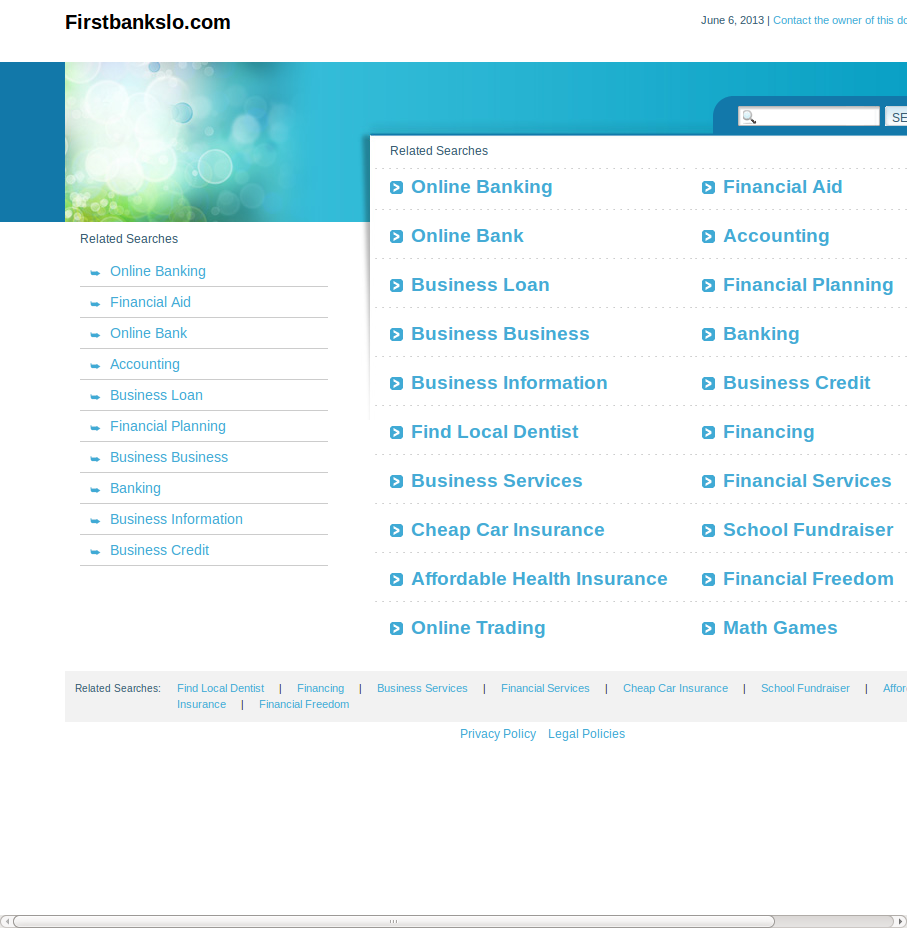 Firstbankslo.com
June 6, 2013 | Contact the owner of this
Related Searches
Online Banking
Financial Aid
Online Bank
Accounting
Business Loan
Financial Planning
Business Business
Banking
Business Information
Business Credit
Related Searches
Online Banking Financial Aid
Online Bank Accounting
Business Loan Financial Planning
Business Business Banking
Business Information Business Credit
Find Local Dentist Financing
Business Services Financial Services
Cheap Car Insurance School Fundraiser
Affordable Health Insurance Financial Freedom
Online Trading Math Games
Related Searches: Find Local Dentist | Financing | Business Services | Financial Services | Cheap Car Insurance | School Fundraiser |
Insurance | Financial Freedom
Privacy Policy Legal Policies